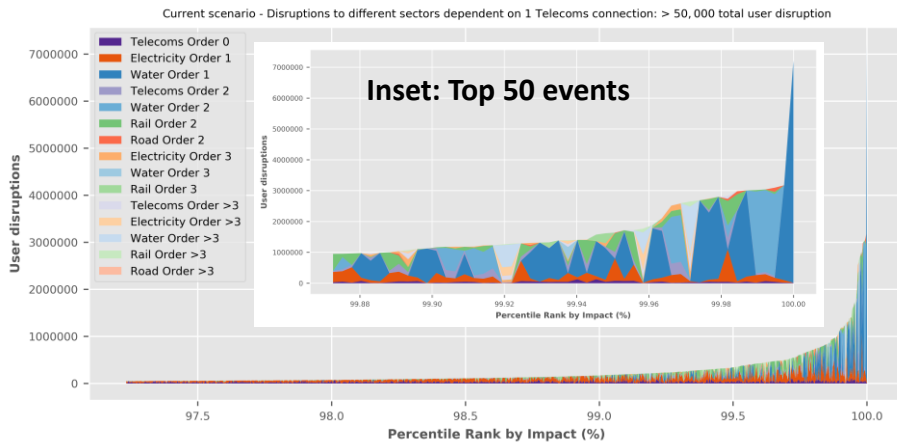 Current scenario - Disruptions to different sectors dependent on 1 Telecoms connection: > 50,000 total user disruption
User disruptions
7000000
6000000
5000000
4000000
3000000
2000000
1000000
0
Telecoms Order 0
Electricity Order 1
Water Order 1
Telecoms Order 2
Water Order 2
Rail Order 2
Road Order 2
Electricity Order 3
Water Order 3
Rail Order 3
Telecoms Order >3
Electricity Order >3
Water Order >3
Rail Order >3
Road Order >3
Inset: Top 50 events
User disruptions
7000000
6000000
5000000
4000000
3000000
2000000
1000000
0
99.88 99.90 99.92 99.94 99.96 99.98 100.00
Percentile Rank by Impact (%)
97.5 98.0 98.5 99.0 99.5 100.0
Percentile Rank by Impact (%)